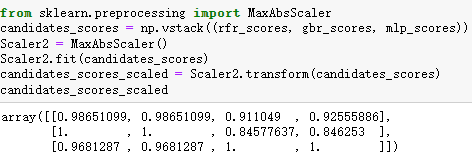 from sklearn.preprocessing import MaxAbsScaler
candidates_scores = np.vstack((rfr_scores, gbr_scores, mlp_scores))
Scaler2 = MaxAbsScaler()
Scaler2.fit(candidates_scores)
candidates_scores_scaled = Scaler2.transform(candidates_scores)
candidates_scores_scaled
array([[0.98651099, 0.98651099, 0.911049  , 0.92555886],
       [1.        , 1.        , 0.84577637, 0.846253  ],
       [0.9681287 , 0.9681287 , 1.        , 1.        ]])